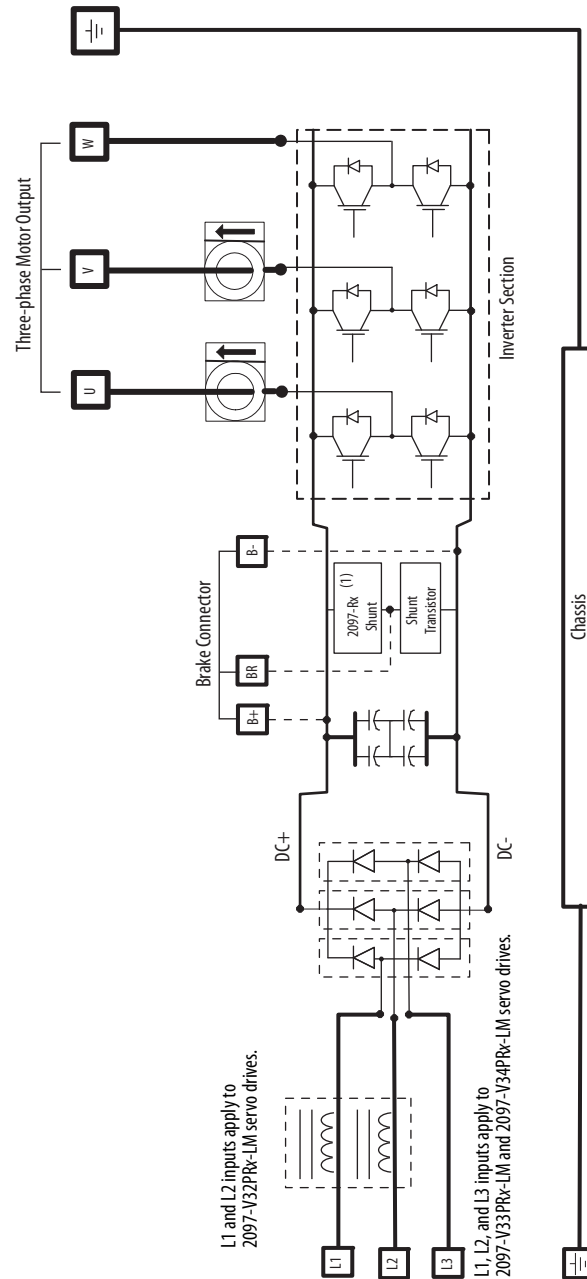 L1 and L2 inputs apply to
2097-V32PRx-LM servo drives.
L1
L2
L3
L1, L2, and L3 inputs apply to
2097-V33PRx-LM and 2097-V34PRx-LM servo drives.
DC+
DC-
Brake Connector
B+
BR
B-
2097-Rx (1)
Shunt
Shunt
Transistor
Three-phase Motor Output
U
V
W
Inverter Section
Chassis